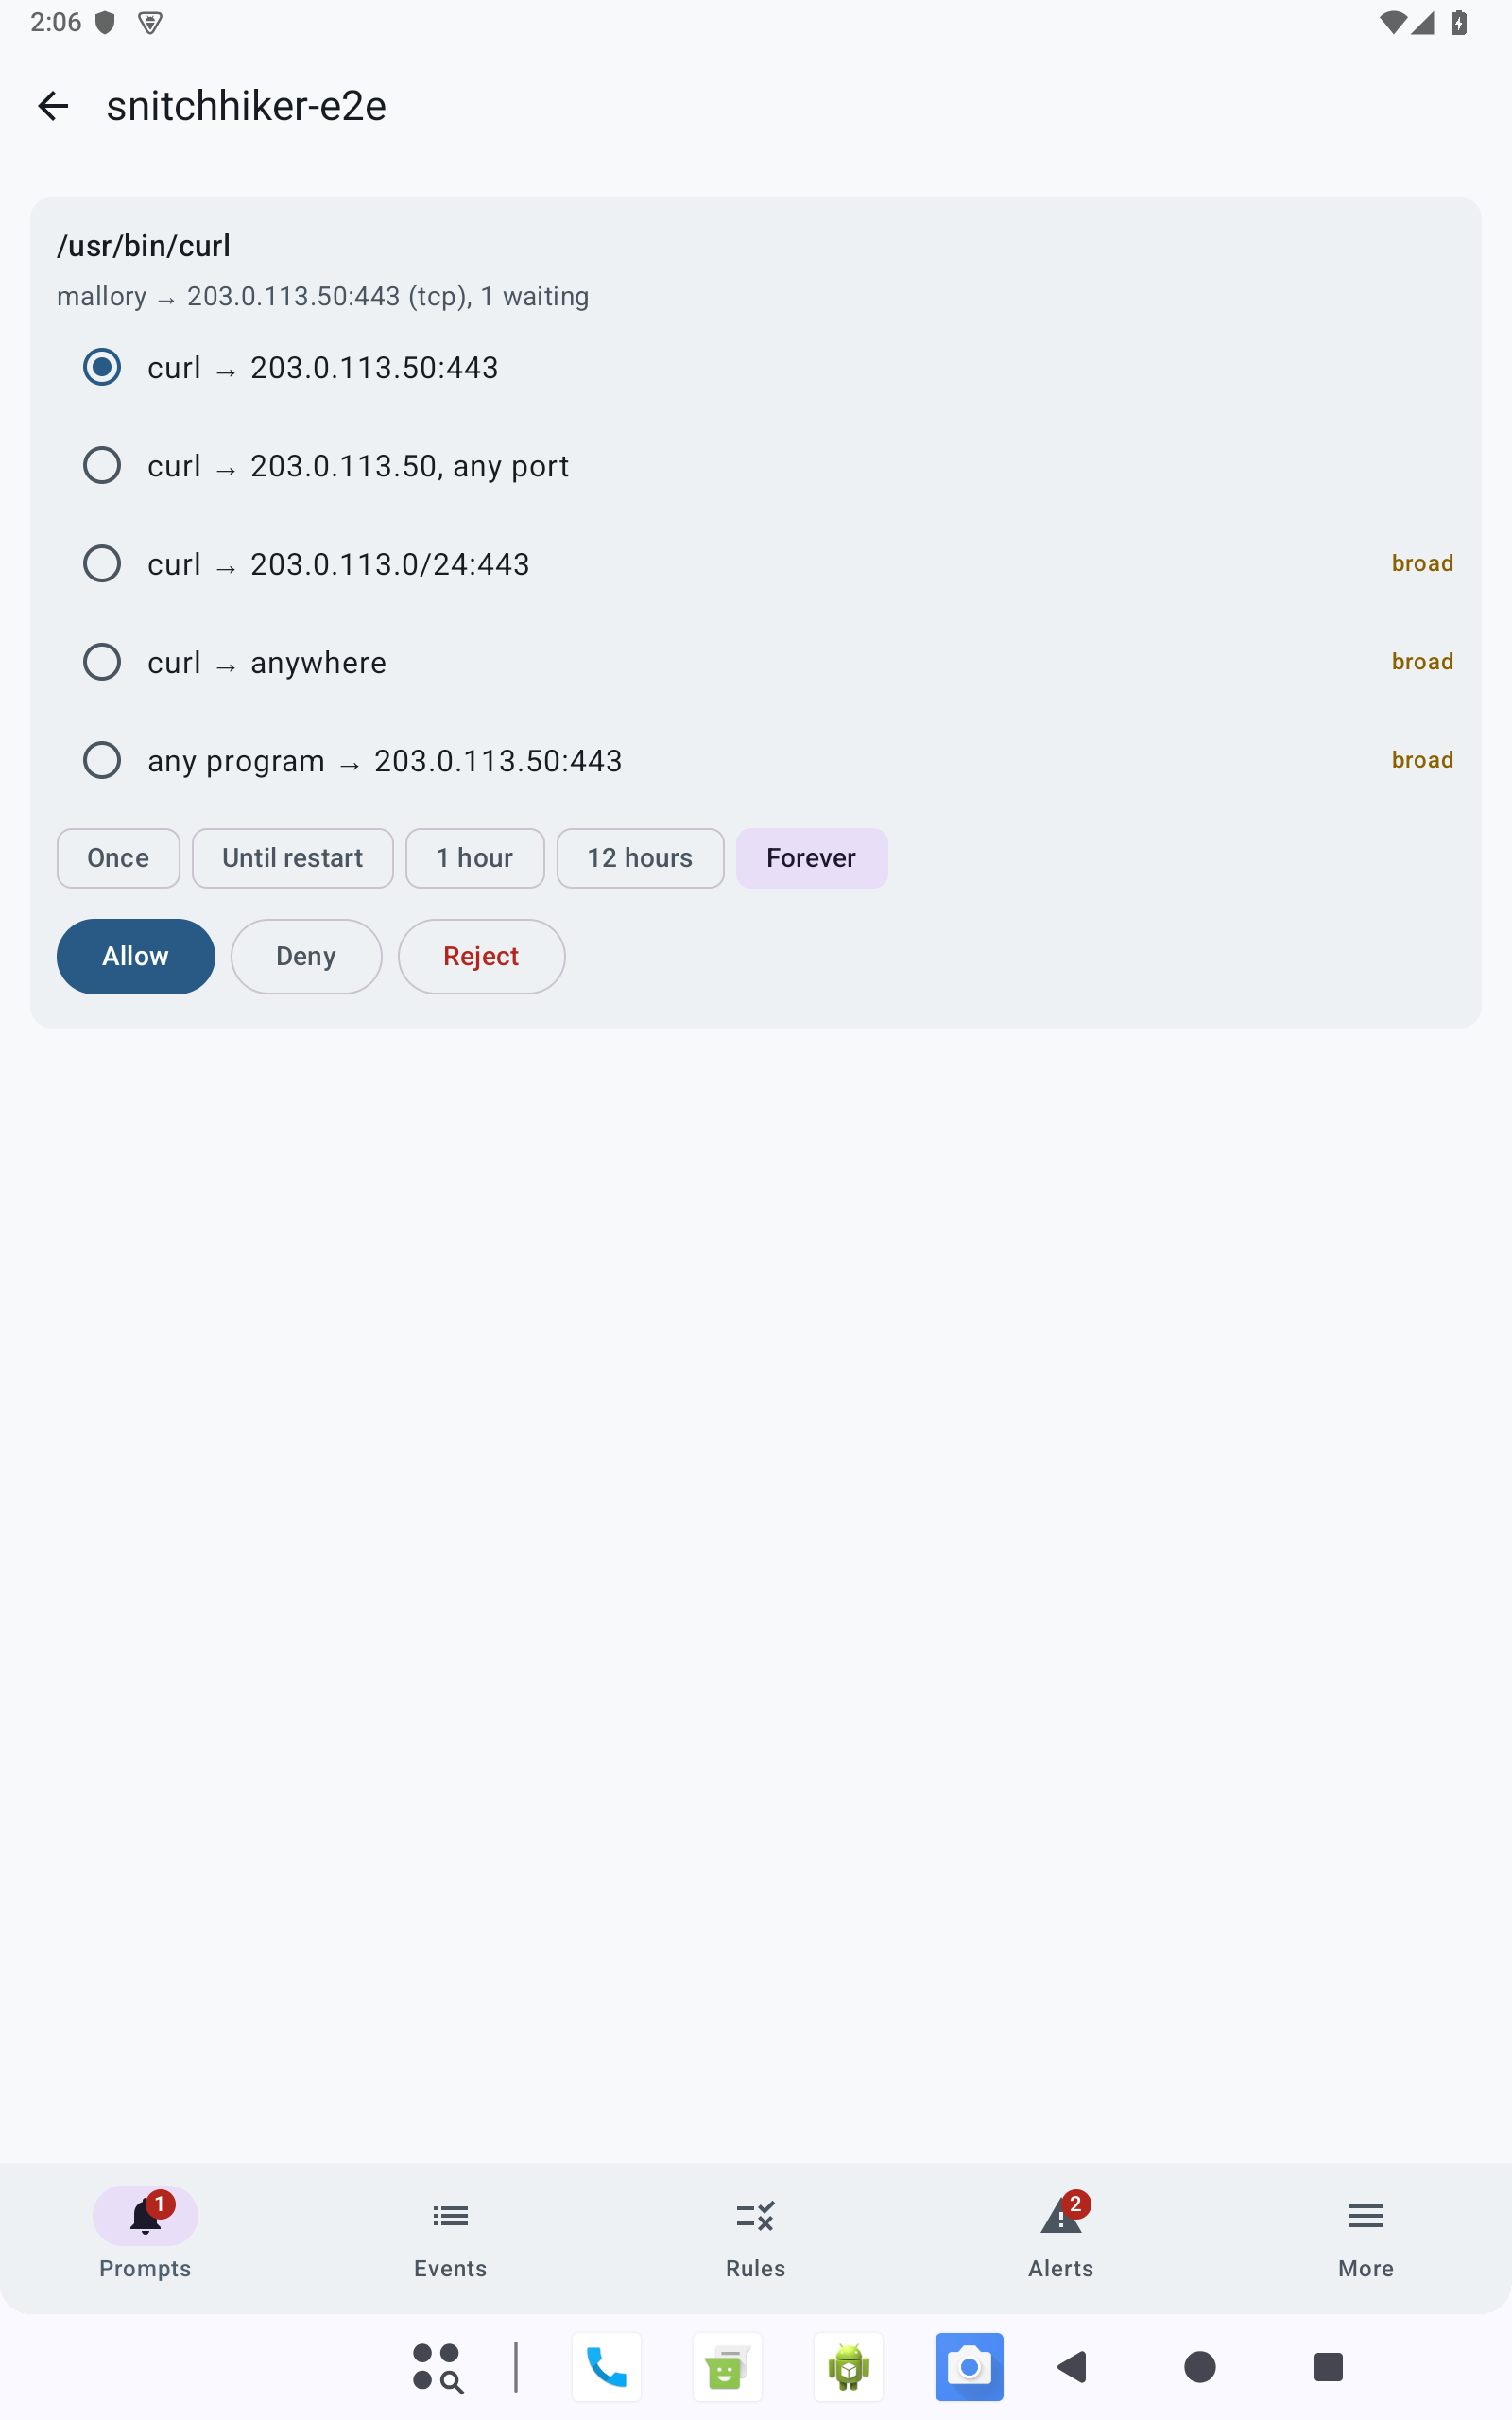 2:06
snitchhiker-e2e
/usr/bin/curl
mallory → 203.0.113.50:443 (tcp), 1 waiting
curl → 203.0.113.50:443
curl → 203.0.113.50, any port
curl → 203.0.113.0/24:443 broad
curl → anywhere broad
any program → 203.0.113.50:443 broad
Once Until restart 1 hour 12 hours Forever
Allow Deny Reject
1 2
Prompts Events Rules Alerts More